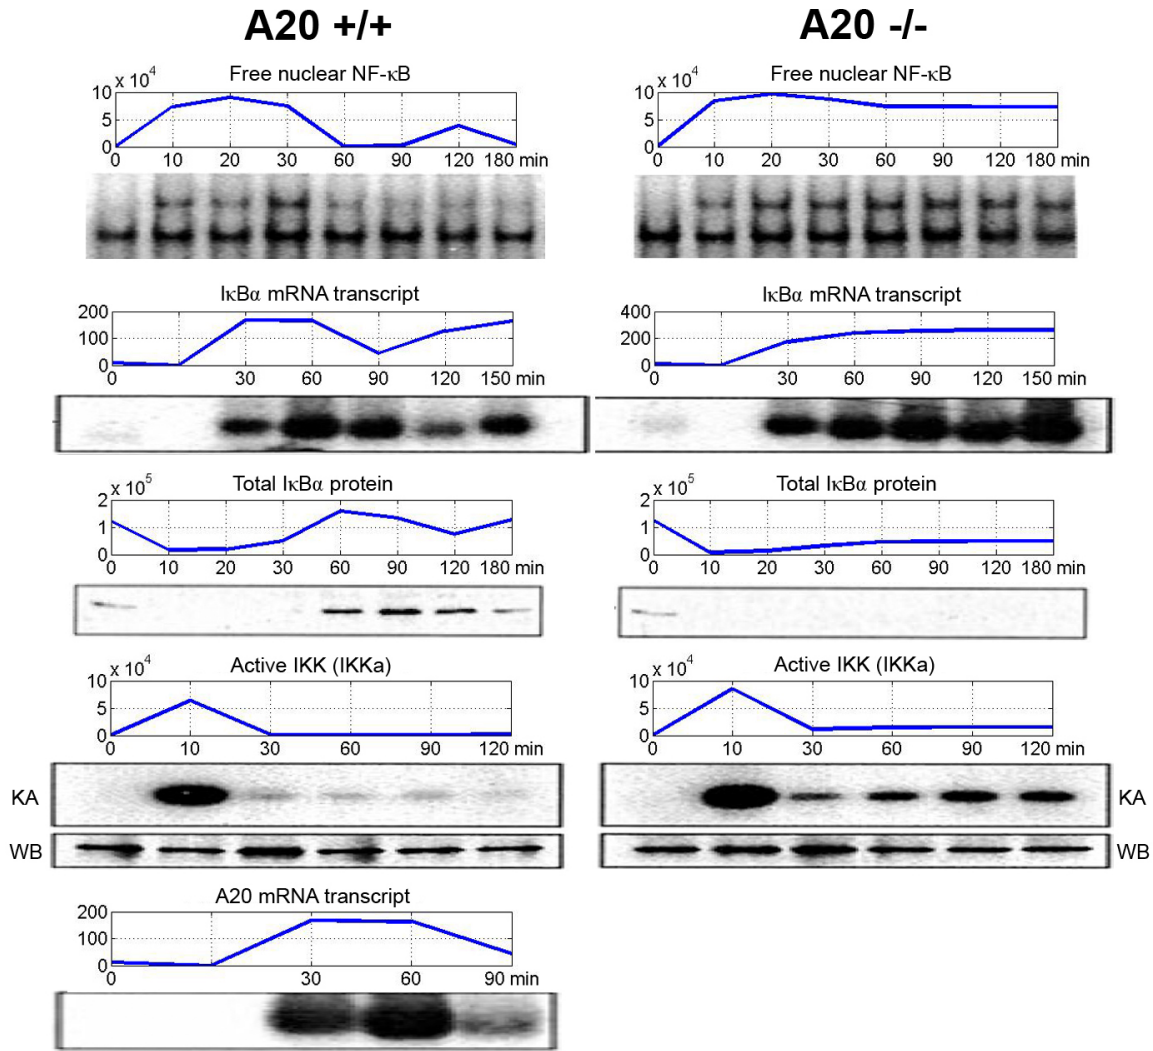 A20 +/+ A20 -/-
Free nuclear NF-κB
x 10^4
10
5
0
0 10 20 30 60 90 120 180 min
Free nuclear NF-κB
x 10^4
10
5
0
0 10 20 30 60 90 120 180 min
IκBα mRNA transcript
200
100
0
0 30 60 90 120 150 min
IκBα mRNA transcript
400
200
0
0 30 60 90 120 150 min
Total IκBα protein
x 10^5
2
1
0
0 10 20 30 60 90 120 180 min
Total IκBα protein
x 10^5
2
1
0
0 10 20 30 60 90 120 180 min
Active IKK (IKKa)
x 10^4
10
5
0
0 10 30 60 90 120 min
KA
WB
Active IKK (IKKa)
x 10^4
10
5
0
0 10 30 60 90 120 min
KA
WB
A20 mRNA transcript
200
100
0
0 30 60 90 min